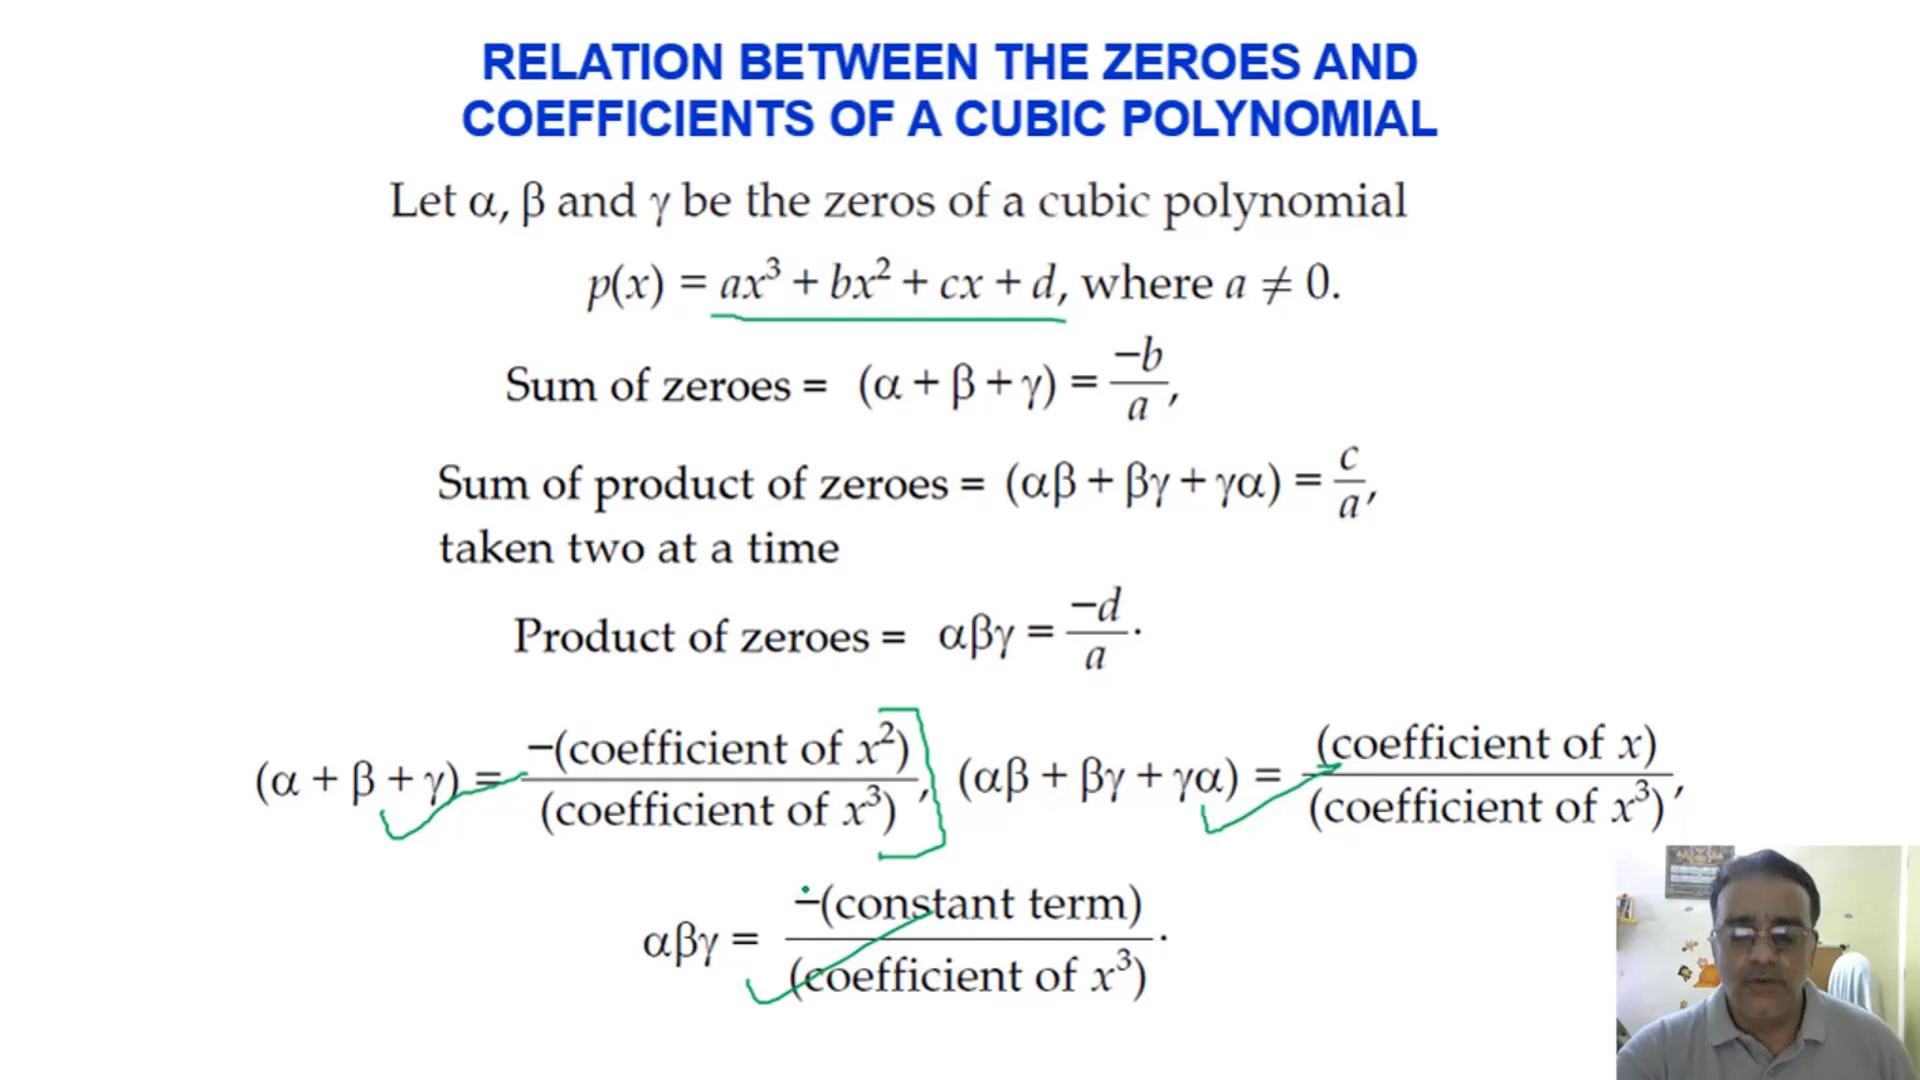 RELATION BETWEEN THE ZEROES AND
COEFFICIENTS OF A CUBIC POLYNOMIAL
Let α, β and γ be the zeros of a cubic polynomial
p(x) = ax³ + bx² + cx + d, where a ≠ 0.
Sum of zeroes = (α + β + γ) = −b/a,
Sum of product of zeroes = (αβ + βγ + γα) = c/a,
taken two at a time
Product of zeroes = αβγ = −d/a.
(α + β + γ) = −(coefficient of x²)/(coefficient of x³), (αβ + βγ + γα) = (coefficient of x)/(coefficient of x³),
αβγ = −(constant term)/(coefficient of x³).